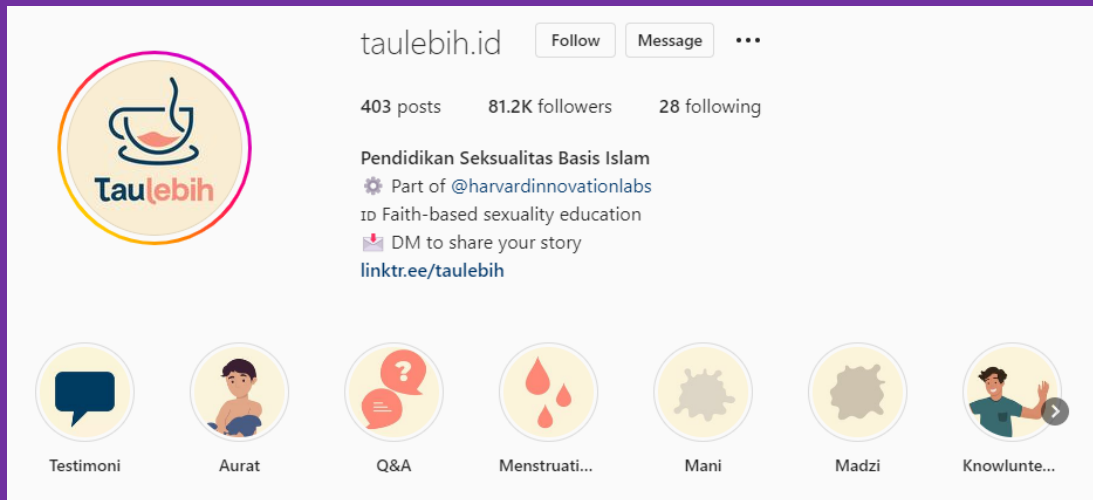 taulebih.id Follow Message •••
403 posts 81.2K followers 28 following
Pendidikan Seksualitas Basis Islam
Part of @harvardinnovationlabs
ID Faith-based sexuality education
DM to share your story
linktr.ee/taulebih
Taulebih
?
Testimoni Aurat Q&A Menstruati... Mani Madzi Knowlunte...